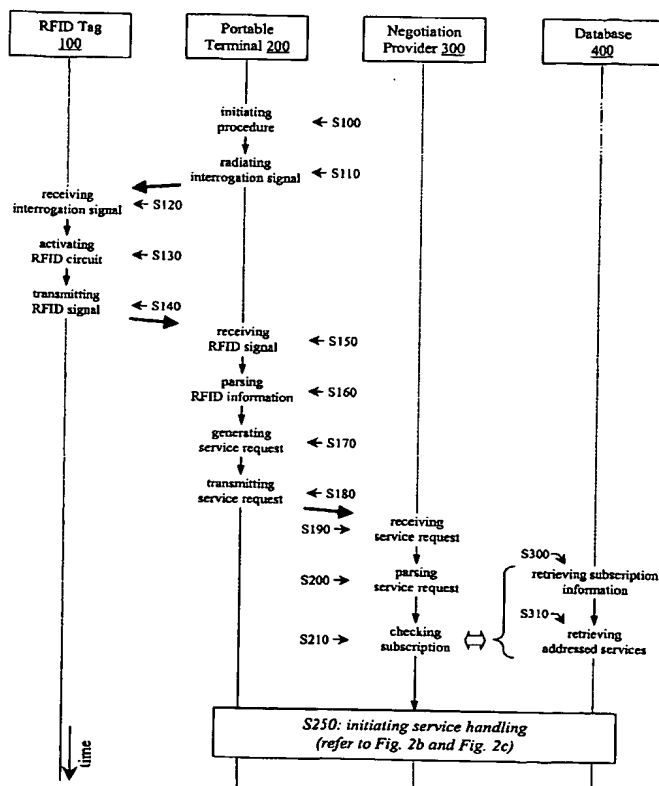 RFID Tag
100
Portable
Terminal 200
Negotiation
Provider 300
Database
400
initiating
procedure
← S100
radiating
interrogation signal
← S110
receiving
interrogation signal
← S120
activating
RFID circuit
← S130
transmitting
RFID signal
← S140
receiving
RFID signal
← S150
parsing
RFID information
← S160
generating
service request
← S170
transmitting
service request
← S180
S190 →
receiving
service request
S200 →
parsing
service request
S300
retrieving subscription
information
S210 →
checking
subscription
S310
retrieving
addressed services
S250: initiating service handling
(refer to Fig. 2b and Fig. 2c)
time